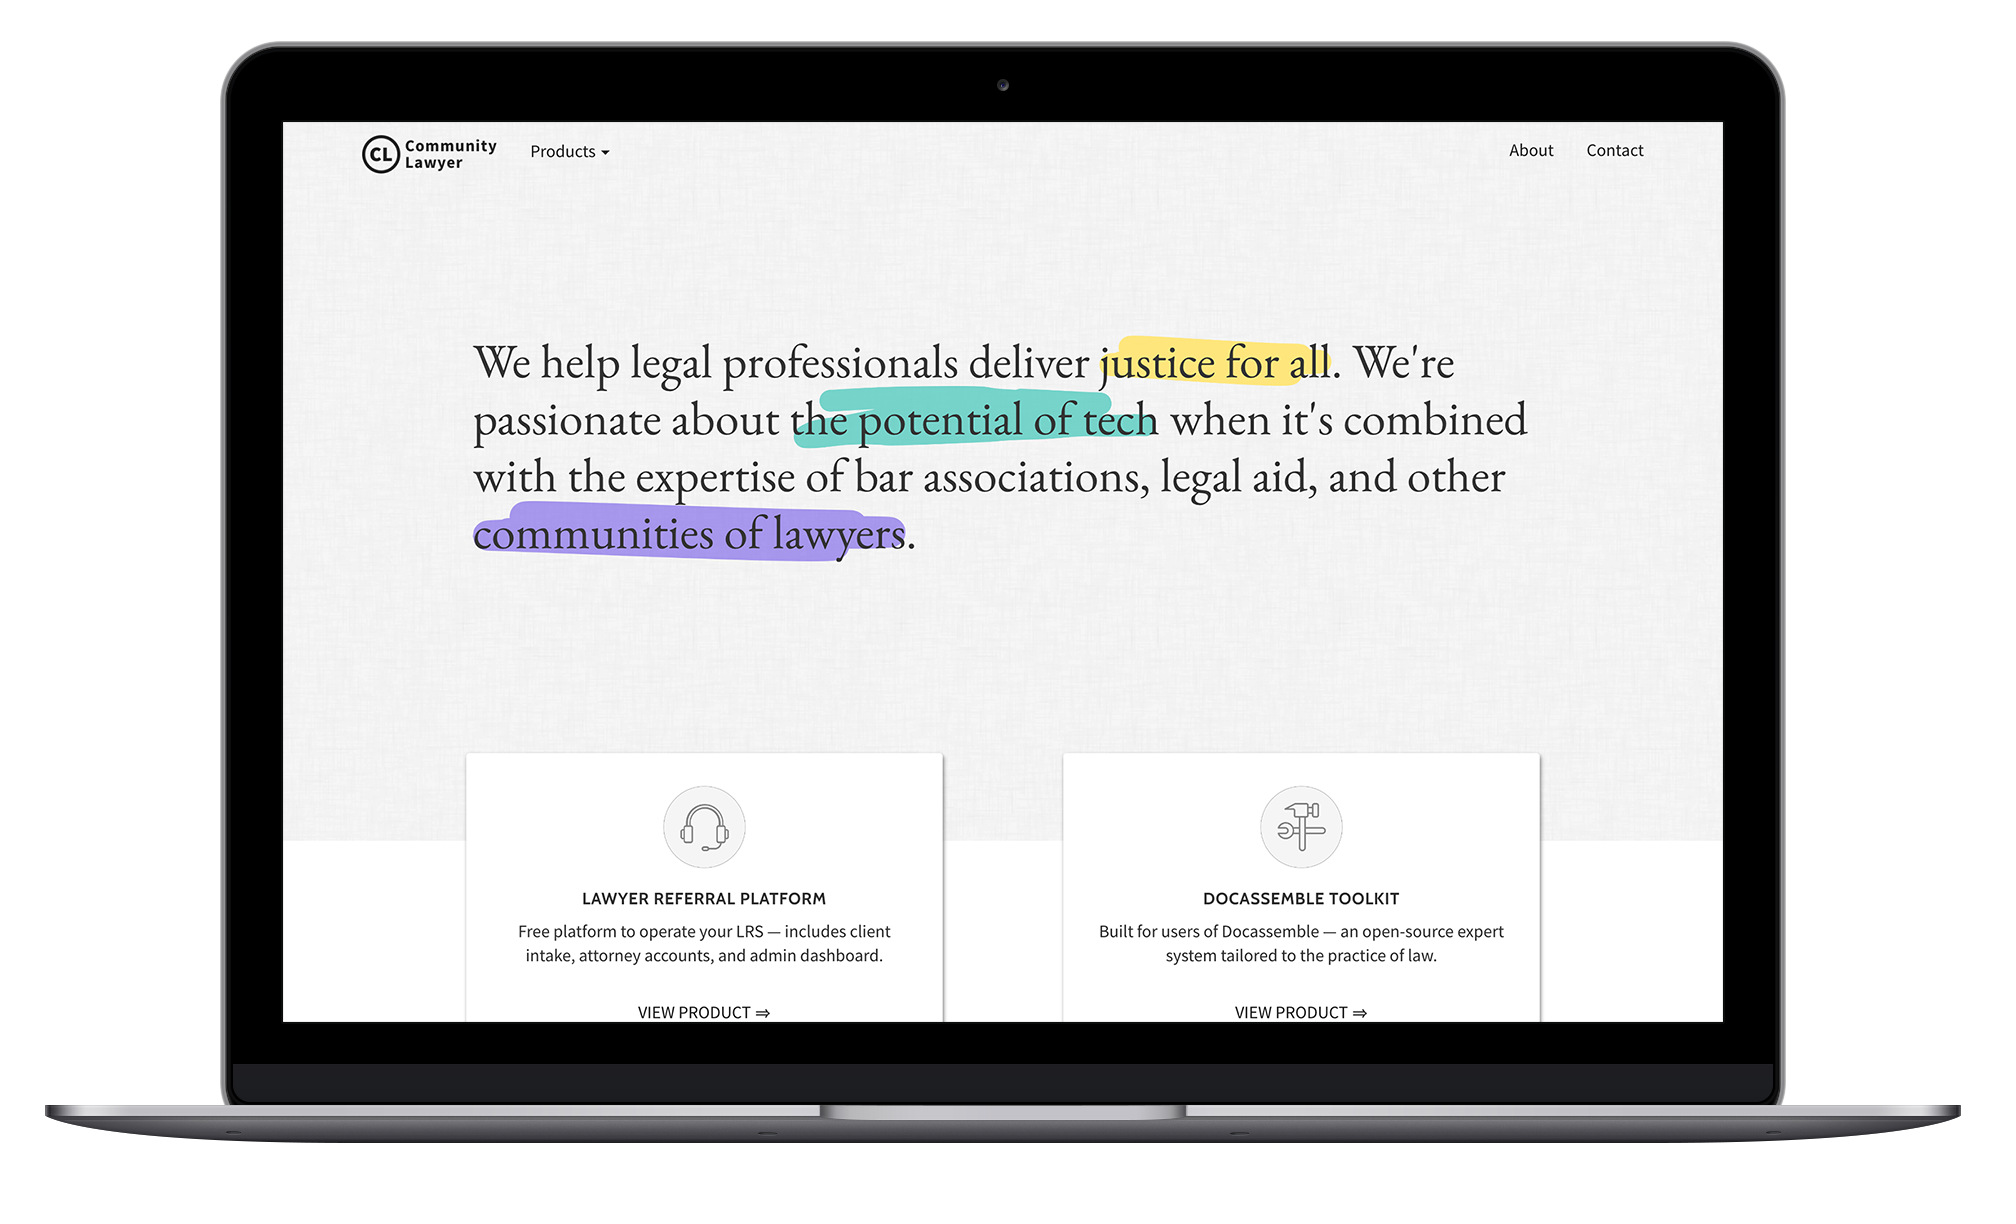 CL Community
Lawyer
Products
About
Contact
We help legal professionals deliver justice for all. We're
passionate about the potential of tech when it's combined
with the expertise of bar associations, legal aid, and other
communities of lawyers.
LAWYER REFERRAL PLATFORM
Free platform to operate your LRS — includes client
intake, attorney accounts, and admin dashboard.
VIEW PRODUCT ⇒
DOCASSEMBLE TOOLKIT
Built for users of Docassemble — an open-source expert
system tailored to the practice of law.
VIEW PRODUCT ⇒